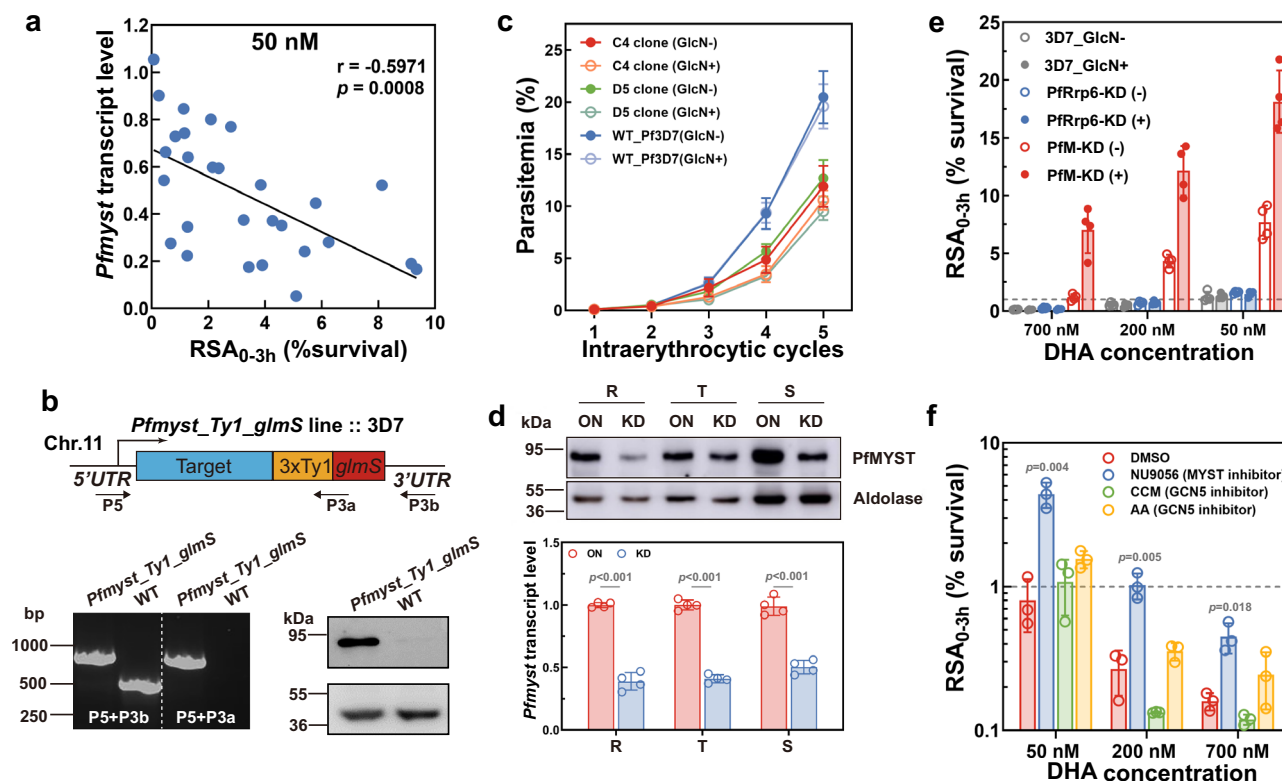 a
50 nM
r = -0.5971
p = 0.0008
Pfmyst transcript level
1.2
1.0
0.8
0.6
0.4
0.2
0.0
0 2 4 6 8 10
RSA0-3h (%survival)
b
Pfmyst_Ty1_glmS line :: 3D7
Chr.11
5'UTR Target 3xTy1 glmS 3'UTR
P5 P3a P3b
Pfmyst_Ty1_glmS
WT
Pfmyst_Ty1_glmS
WT
bp
1000
500
250
P5+P3b P5+P3a
Pfmyst_Ty1_glmS
WT
kDa
95
55
36
c
C4 clone (GlcN-)
C4 clone (GlcN+)
D5 clone (GlcN-)
D5 clone (GlcN+)
WT_Pf3D7(GlcN-)
WT_Pf3D7(GlcN+)
Parasitemia (%)
25
20
15
10
5
0
1 2 3 4 5
Intraerythrocytic cycles
d
R T S
kDa ON KD ON KD ON KD
95 PfMYST
55
36 Aldolase
ON KD
p<0.001 p<0.001 p<0.001
Pfmyst transcript level
1.5
1.0
0.5
0.0
R T S
e
3D7_GlcN-
3D7_GlcN+
PfRrp6-KD (-)
PfRrp6-KD (+)
PfM-KD (-)
PfM-KD (+)
RSA0-3h (% survival)
25
20
15
10
5
0
700 nM 200 nM 50 nM
DHA concentration
f
DMSO
NU9056 (MYST inhibitor)
CCM (GCN5 inhibitor)
AA (GCN5 inhibitor)
p=0.004
p=0.005
p=0.018
RSA0-3h (% survival)
10
1
0.1
50 nM 200 nM 700 nM
DHA concentration